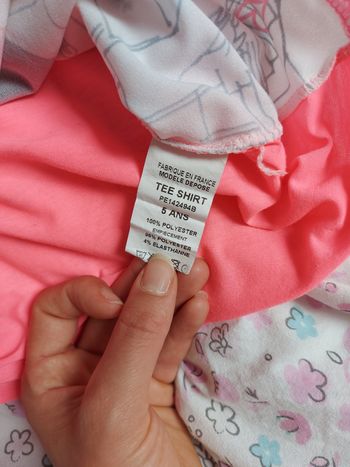 FABRIQUE EN FRANCE
MODELE DEPOSE
TEE SHIRT
PE142494B
5 ANS
100% POLYESTER
EMPIECEMENT
96% POLYESTER
4% ELASTHANNE